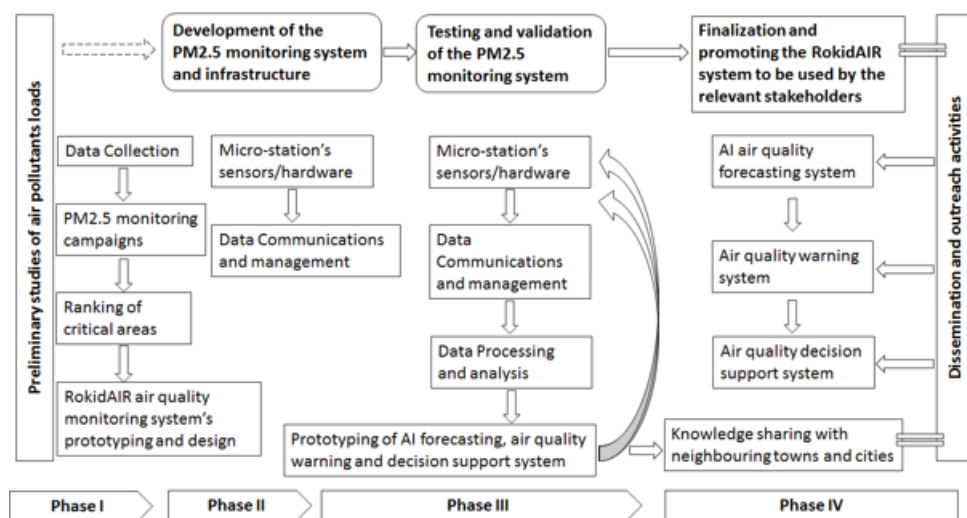 Preliminary studies of air pollutants loads
Development of the
PM2.5 monitoring system
and infrastructure
Testing and validation
of the PM2.5
monitoring system
Finalization and
promoting the RokidAIR
system to be used by the
relevant stakeholders
Dissemination and outreach activities
Data Collection
PM2.5 monitoring
campaigns
Ranking of
critical areas
RokidAIR air quality
monitoring system's
prototyping and design
Micro-station's
sensors/hardware
Data Communications
and management
Micro-station's
sensors/hardware
Data
Communications
and management
Data Processing
and analysis
Prototyping of AI forecasting, air quality
warning and decision support system
AI air quality
forecasting system
Air quality warning
system
Air quality decision
support system
Knowledge sharing with
neighbouring towns and cities
Phase I
Phase II
Phase III
Phase IV